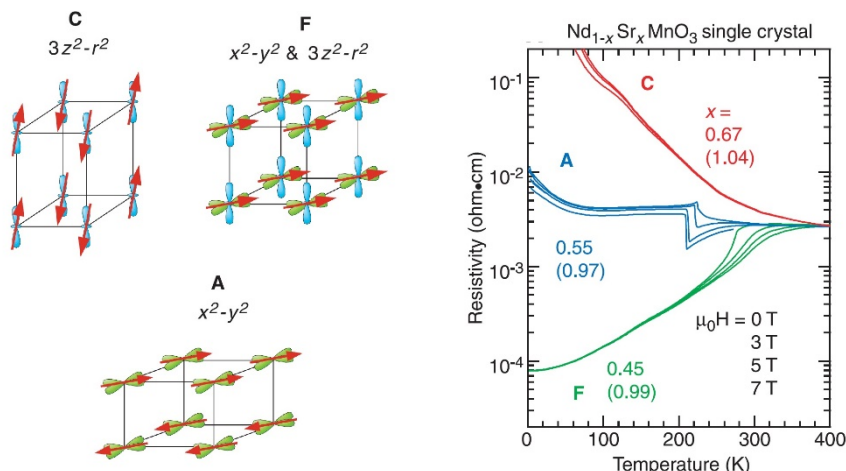 C
3z²-r²
F
x²-y² & 3z²-r²
A
x²-y²
Nd₁₋ₓSrₓMnO₃ single crystal
Resistivity (ohm•cm)
10⁻¹
10⁻²
10⁻³
10⁻⁴
C
x =
0.67
(1.04)
A
0.55
(0.97)
μ₀H = 0 T
3 T
5 T
7 T
0.45
(0.99)
F
0 100 200 300 400
Temperature (K)